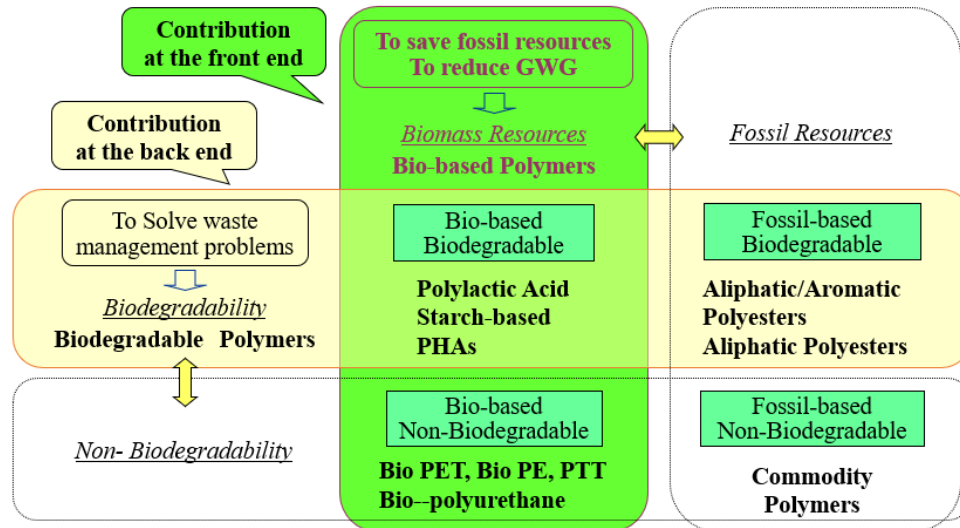 Contribution
at the front end
To save fossil resources
To reduce GWG
Contribution
at the back end
Biomass Resources
Bio-based Polymers
Fossil Resources
To Solve waste
management problems
Biodegradability
Biodegradable Polymers
Bio-based
Biodegradable
Polylactic Acid
Starch-based
PHAs
Fossil-based
Biodegradable
Aliphatic/Aromatic
Polyesters
Aliphatic Polyesters
Non- Biodegradability
Bio-based
Non-Biodegradable
Bio PET, Bio PE, PTT
Bio--polyurethane
Fossil-based
Non-Biodegradable
Commodity
Polymers